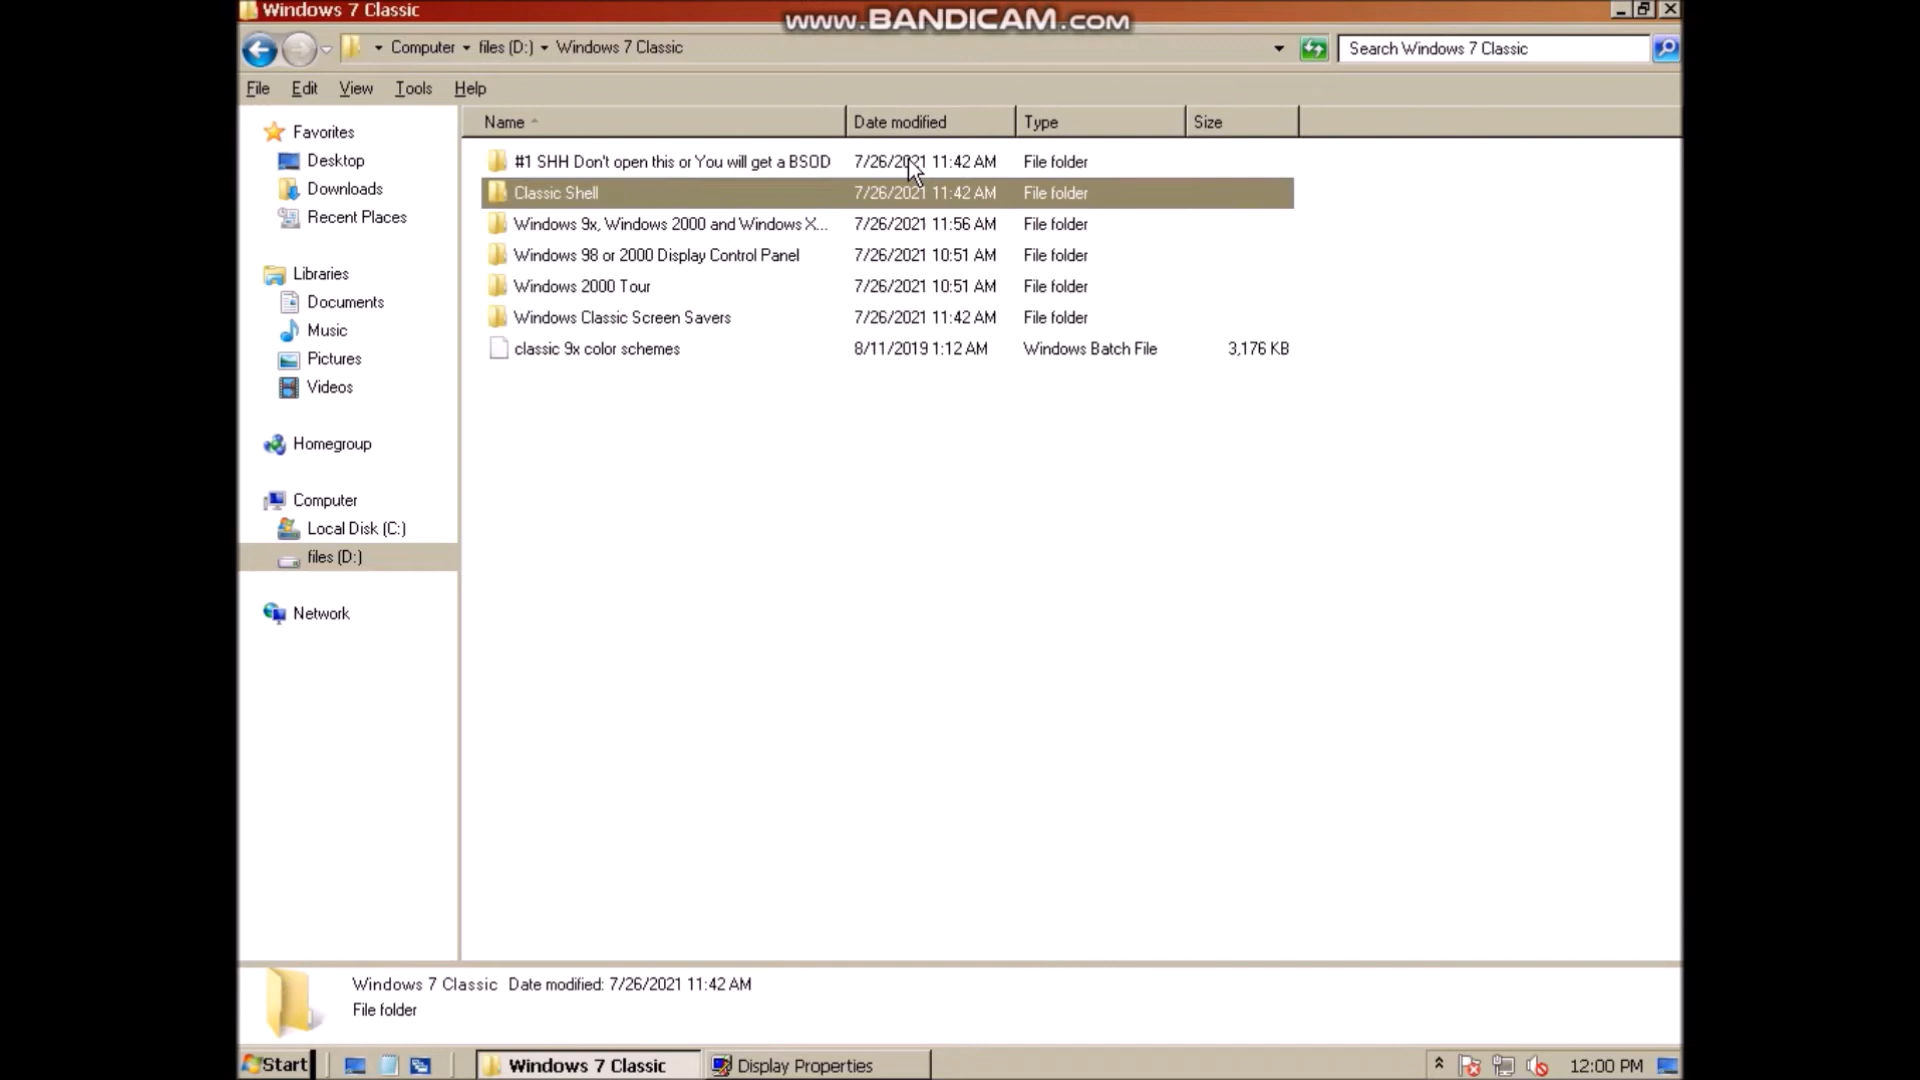 Windows 7 Classic
www.BANDICAM.com
Computer files (D:) Windows 7 Classic
Search Windows 7 Classic
File Edit View Tools Help
Favorites
Desktop
Downloads
Recent Places
Libraries
Documents
Music
Pictures
Videos
Homegroup
Computer
Local Disk (C:)
files (D:)
Network
Name Date modified Type Size
#1 SHH Don't open this or You will get a BSOD 7/26/2021 11:42 AM File folder
Classic Shell 7/26/2021 11:42 AM File folder
Windows 9x, Windows 2000 and Windows X... 7/26/2021 11:56 AM File folder
Windows 98 or 2000 Display Control Panel 7/26/2021 10:51 AM File folder
Windows 2000 Tour 7/26/2021 10:51 AM File folder
Windows Classic Screen Savers 7/26/2021 11:42 AM File folder
classic 9x color schemes 8/11/2019 1:12 AM Windows Batch File 3,176 KB
Windows 7 Classic Date modified: 7/26/2021 11:42 AM
File folder
Start Windows 7 Classic Display Properties 12:00 PM